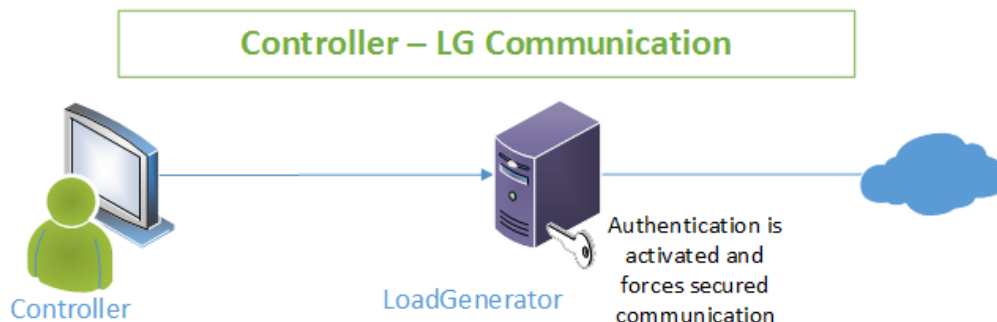 Controller – LG Communication
Controller
LoadGenerator
Authentication is
activated and
forces secured
communication